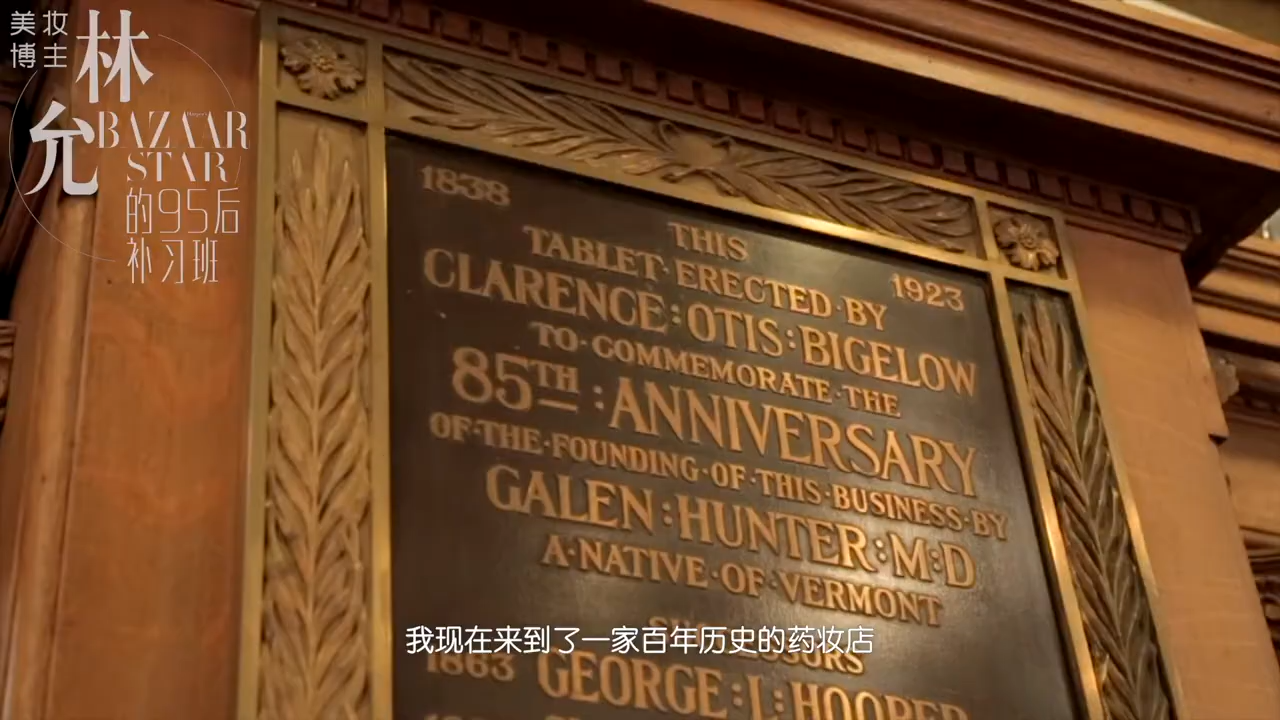 美妆
博主
林
允
Harper's
BAZAAR
STAR
的95后
补习班
1838
THIS
1923
TABLET·ERECTED·BY
CLARENCE:OTIS:BIGELOW
TO·COMMEMORATE·THE
85TH:ANNIVERSARY
OF·THE·FOUNDING·OF·THIS·BUSINESS·BY
GALEN:HUNTER:M:D
A·NATIVE·OF·VERMONT
我现在来到了一家百年历史的药妆店
1863 GEORGE:L:HOOPER